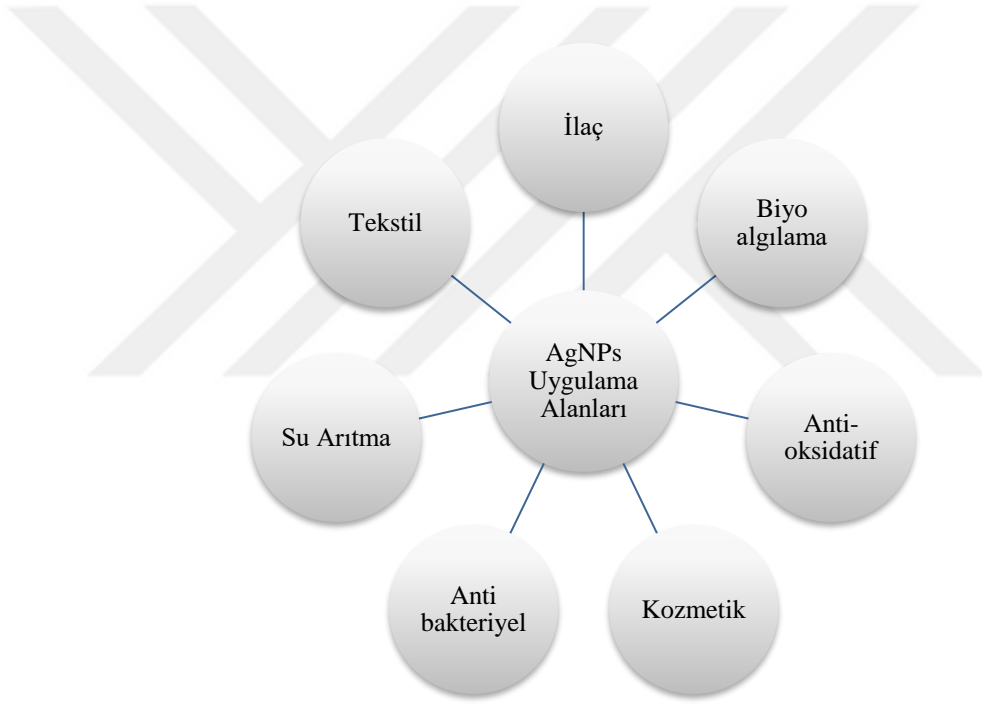 İlaç
Biyo
algılama
Tekstil
AgNPs
Uygulama
Alanları
Anti-
oksidatif
Su Arıtma
Anti
bakteriyel
Kozmetik